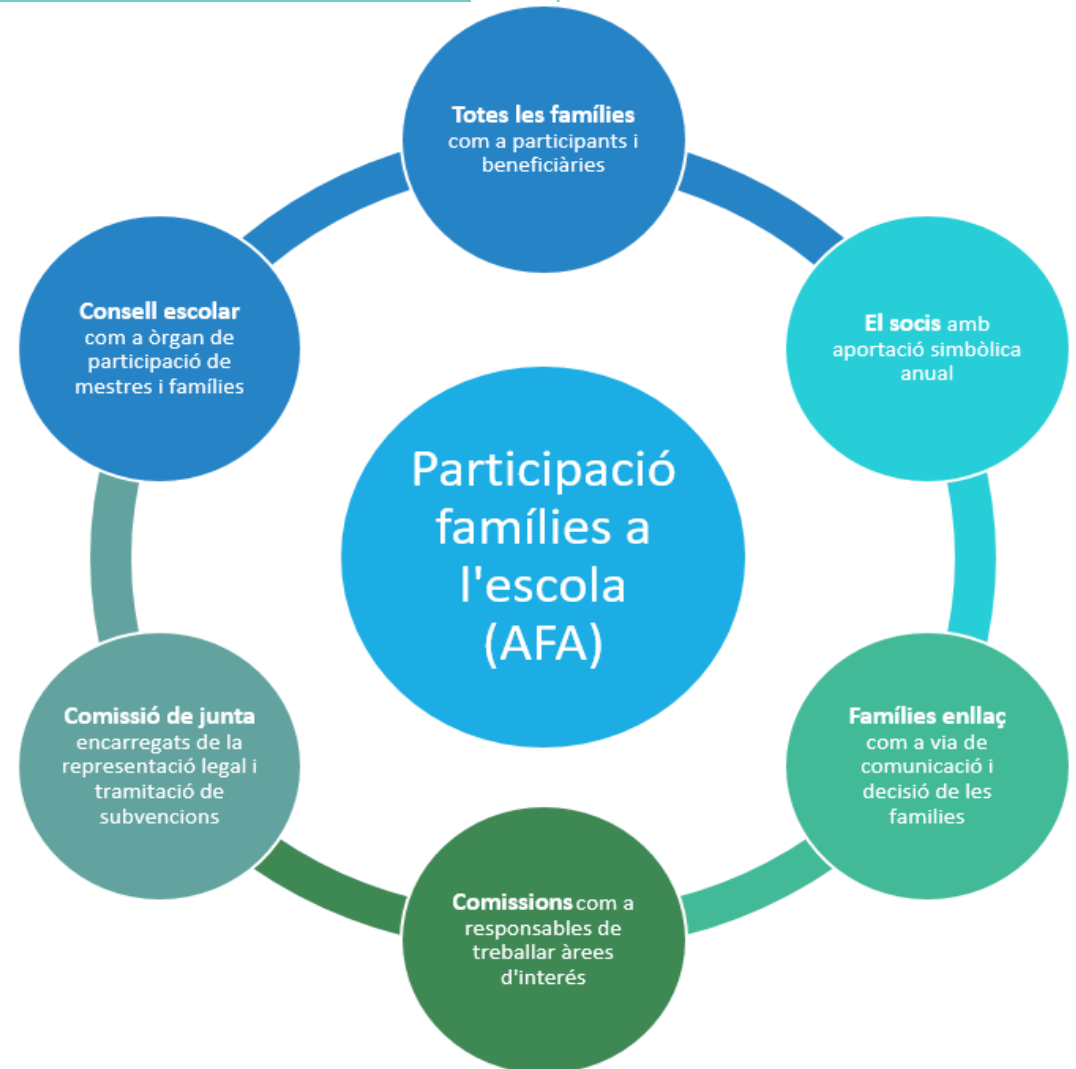 Totes les famílies
com a participants i
beneficiàries
El socis amb
aportació simbòlica
anual
Famílies enllaç
com a via de
comunicació i
decisió de les
families
Comissions com a
responsables de
treballar àrees
d'interés
Comissió de junta
encarregats de la
representació legal i
tramitació de
subvencions
Consell escolar
com a òrgan de
participació de
mestres i famílies
Participació
famílies a
l'escola
(AFA)